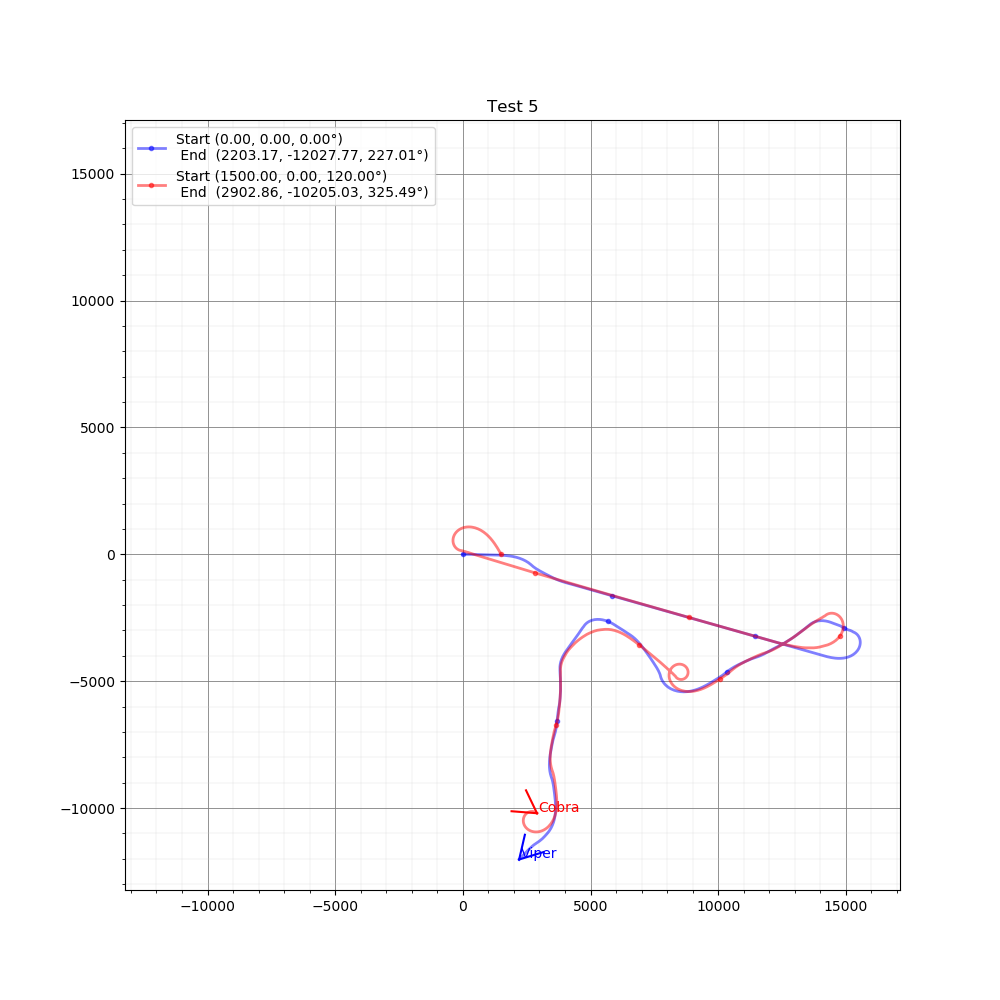 Test 5
Start (0.00, 0.00, 0.00°)
End  (2203.17, -12027.77, 227.01°)
Start (1500.00, 0.00, 120.00°)
End  (2902.86, -10205.03, 325.49°)
15000
10000
5000
0
−5000
−10000
Cobra
Viper
−10000 −5000 0 5000 10000 15000